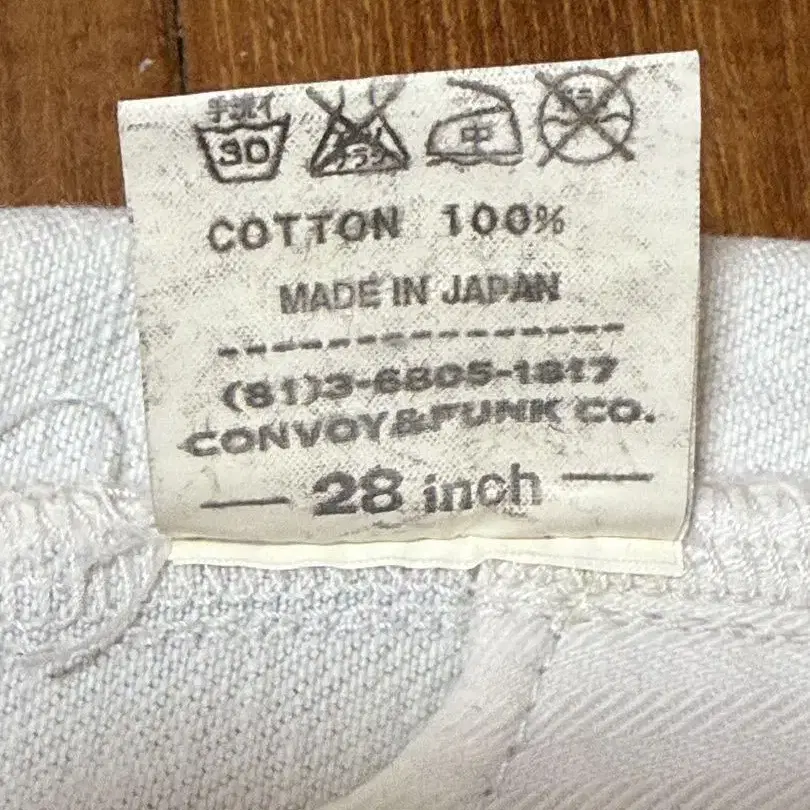 手洗イ
30
中
COTTON 100%
MADE IN JAPAN
(81)3-6805-1817
CONVOY&FUNK CO.
28 inch